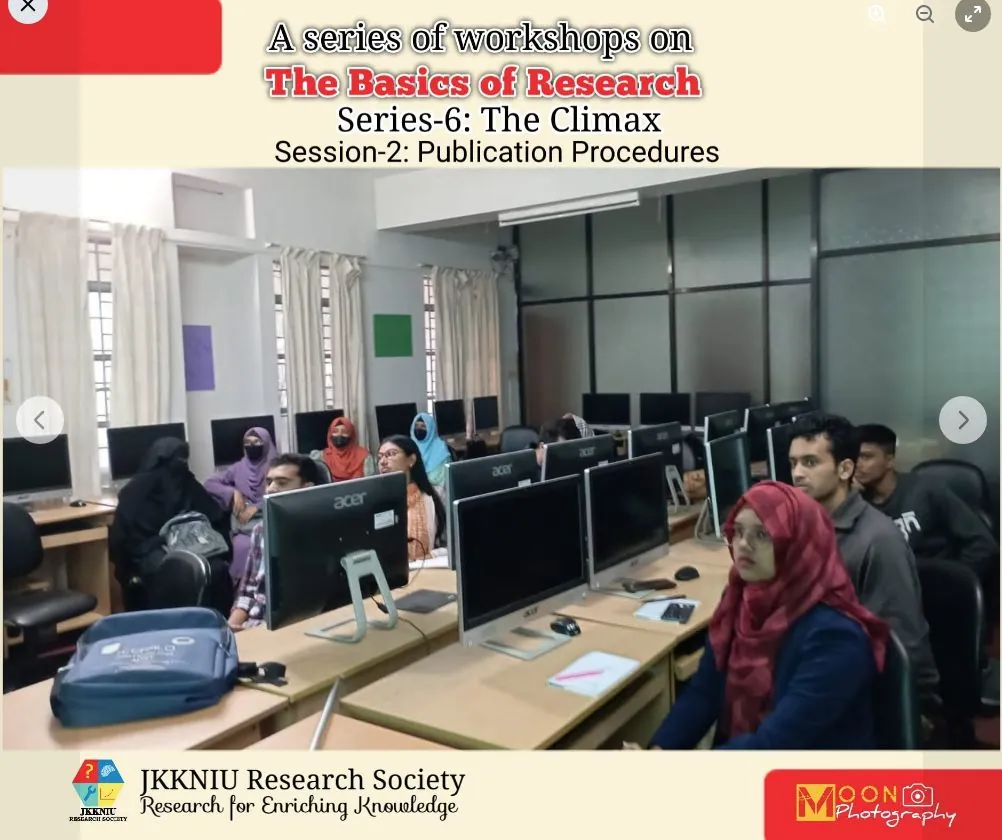 A series of workshops on
The Basics of Research
Series-6: The Climax
Session-2: Publication Procedures
acer
acer
acer
acer
JKKNIU
RESEARCH SOCIETY
JKKNIU Research Society
Research for Enriching Knowledge
MOON
Photography